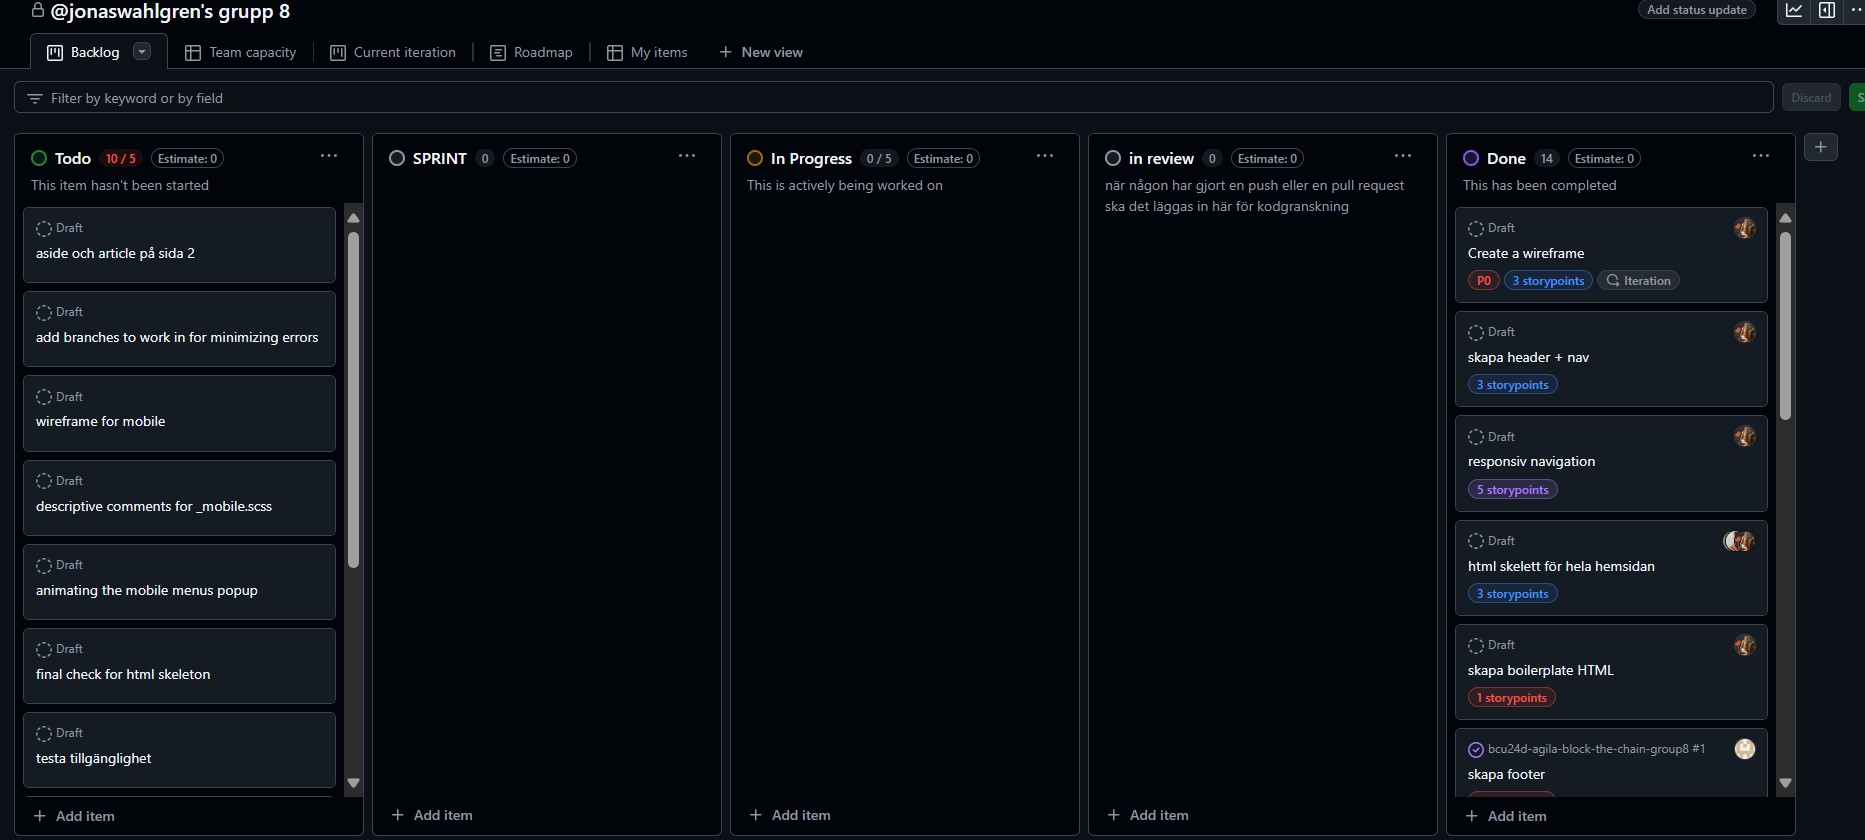 @jonaswahlgren's grupp 8
Add status update
Backlog
Team capacity
Current iteration
Roadmap
My items
New view
Filter by keyword or by field
Discard
Todo 10 / 5 Estimate: 0
This item hasn't been started
Draft
aside och article på sida 2
Draft
add branches to work in for minimizing errors
Draft
wireframe for mobile
Draft
descriptive comments for _mobile.scss
Draft
animating the mobile menus popup
Draft
final check for html skeleton
Draft
testa tillgänglighet
+ Add item
SPRINT 0 Estimate: 0
+ Add item
In Progress 0 / 5 Estimate: 0
This is actively being worked on
+ Add item
in review 0 Estimate: 0
när någon har gjort en push eller en pull request
ska det läggas in här för kodgranskning
+ Add item
Done 14 Estimate: 0
This has been completed
Draft
Create a wireframe
P0 3 storypoints Iteration
Draft
skapa header + nav
3 storypoints
Draft
responsiv navigation
5 storypoints
Draft
html skelett för hela hemsidan
3 storypoints
Draft
skapa boilerplate HTML
1 storypoints
bcu24d-agila-block-the-chain-group8 #1
skapa footer
+ Add item